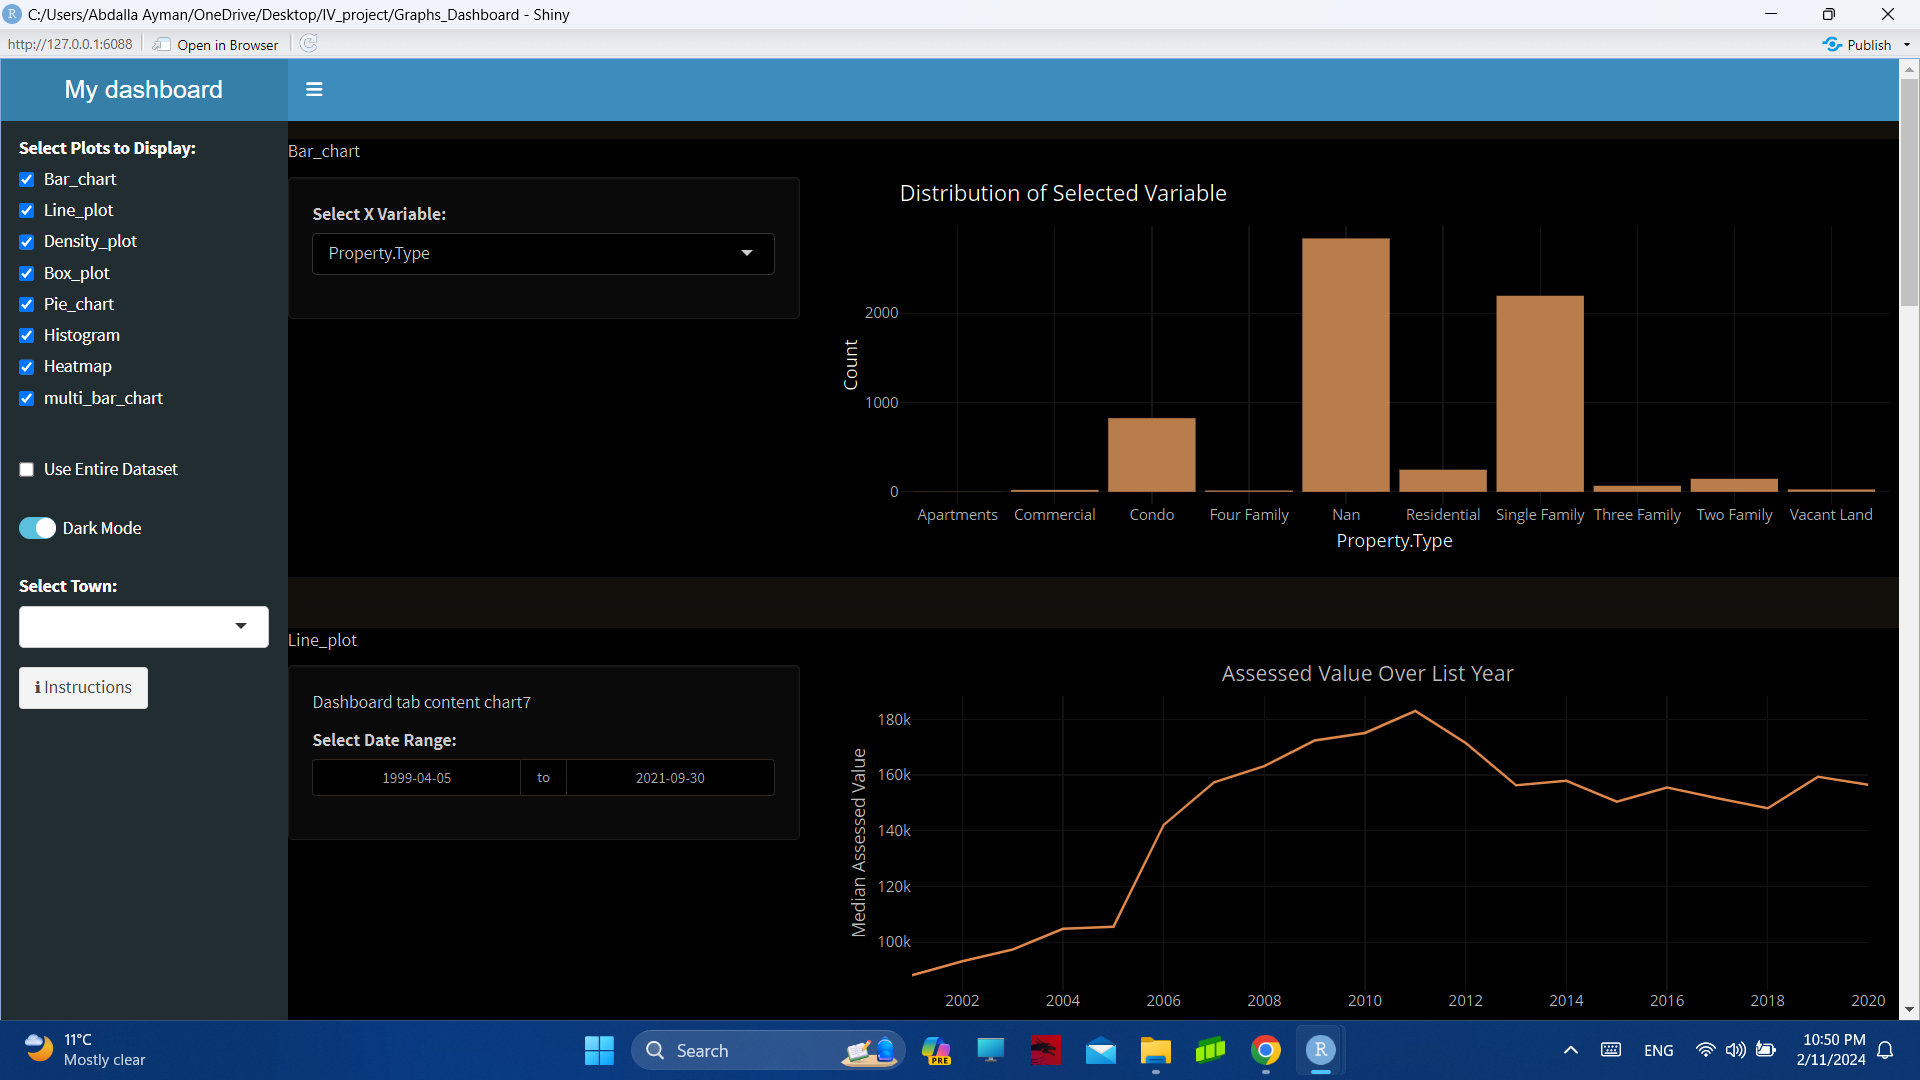 C:/Users/Abdalla Ayman/OneDrive/Desktop/IV_project/Graphs_Dashboard - Shiny
http://127.0.0.1:6088 Open in Browser Publish
My dashboard
Select Plots to Display:
Bar_chart
Line_plot
Density_plot
Box_plot
Pie_chart
Histogram
Heatmap
multi_bar_chart
Use Entire Dataset
Dark Mode
Select Town:
i Instructions
Bar_chart
Select X Variable:
Property.Type
Distribution of Selected Variable
Count
2000
1000
0
Apartments Commercial Condo Four Family Nan Residential Single Family Three Family Two Family Vacant Land
Property.Type
Line_plot
Dashboard tab content chart7
Select Date Range:
1999-04-05 to 2021-09-30
Assessed Value Over List Year
Median Assessed Value
180k
160k
140k
120k
100k
2002 2004 2006 2008 2010 2012 2014 2016 2018 2020
11°C
Mostly clear
Search
PRE
R
ENG
10:50 PM
2/11/2024